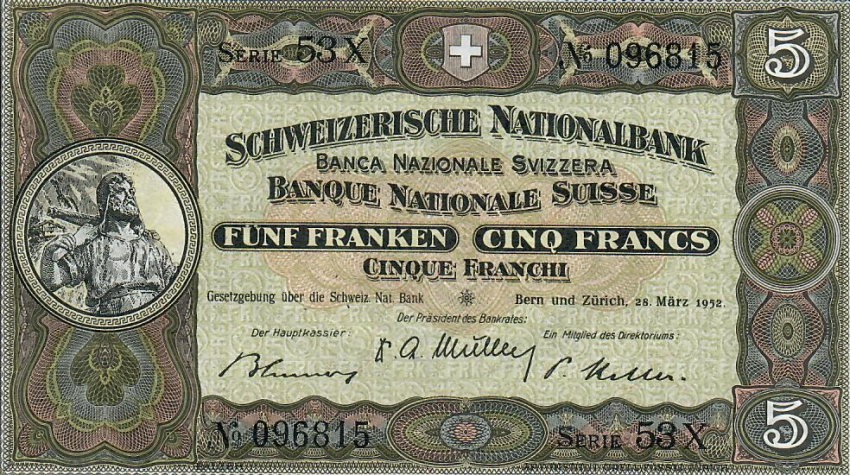 SERIE 53 X No 096815 5
SCHWEIZERISCHE NATIONALBANK
BANCA NAZIONALE SVIZZERA
BANQUE NATIONALE SUISSE
FÜNF FRANKEN CINQ FRANCS
CINQUE FRANCHI
Gesetzgebung über die Schweiz. Nat. Bank Bern und Zürich, 28. März 1952.
Der Präsident des Bankrates:
Der Hauptkassier: Ein Mitglied des Direktoriums:
Müller
No 096815 SERIE 53 X 5